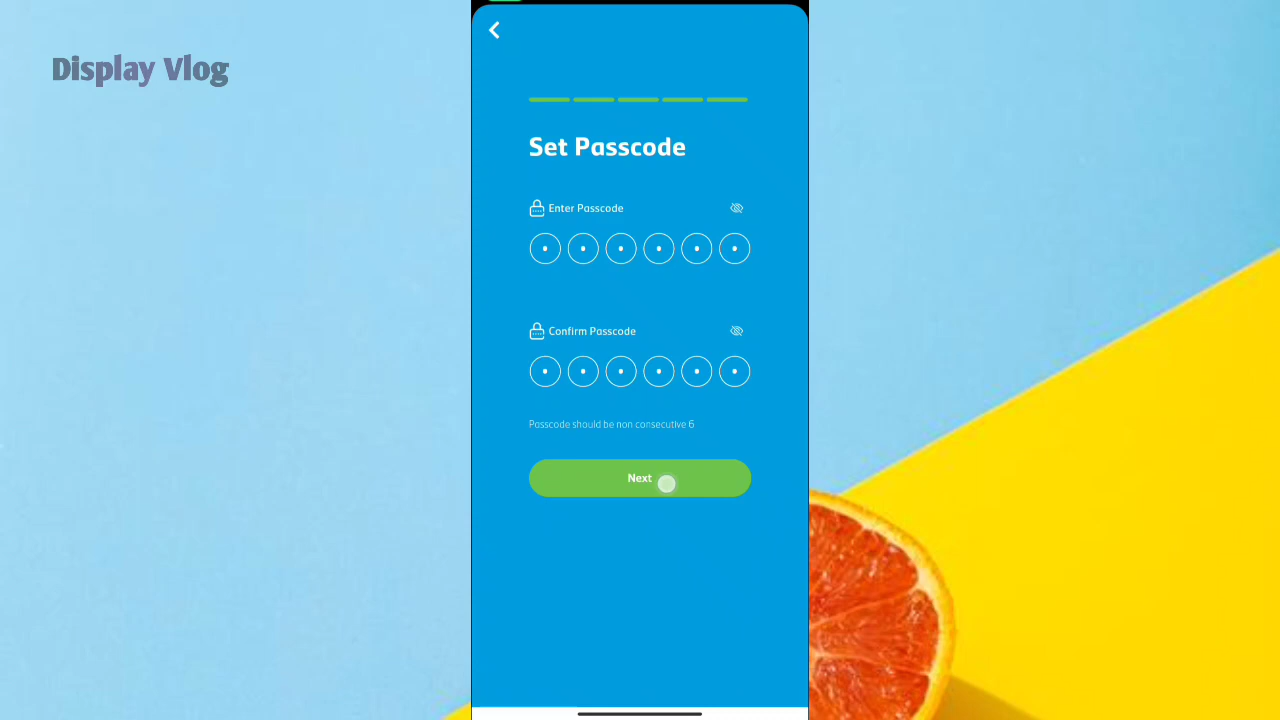 Display Vlog
Set Passcode
Enter Passcode
Confirm Passcode
Passcode should be non consecutive 6
Next